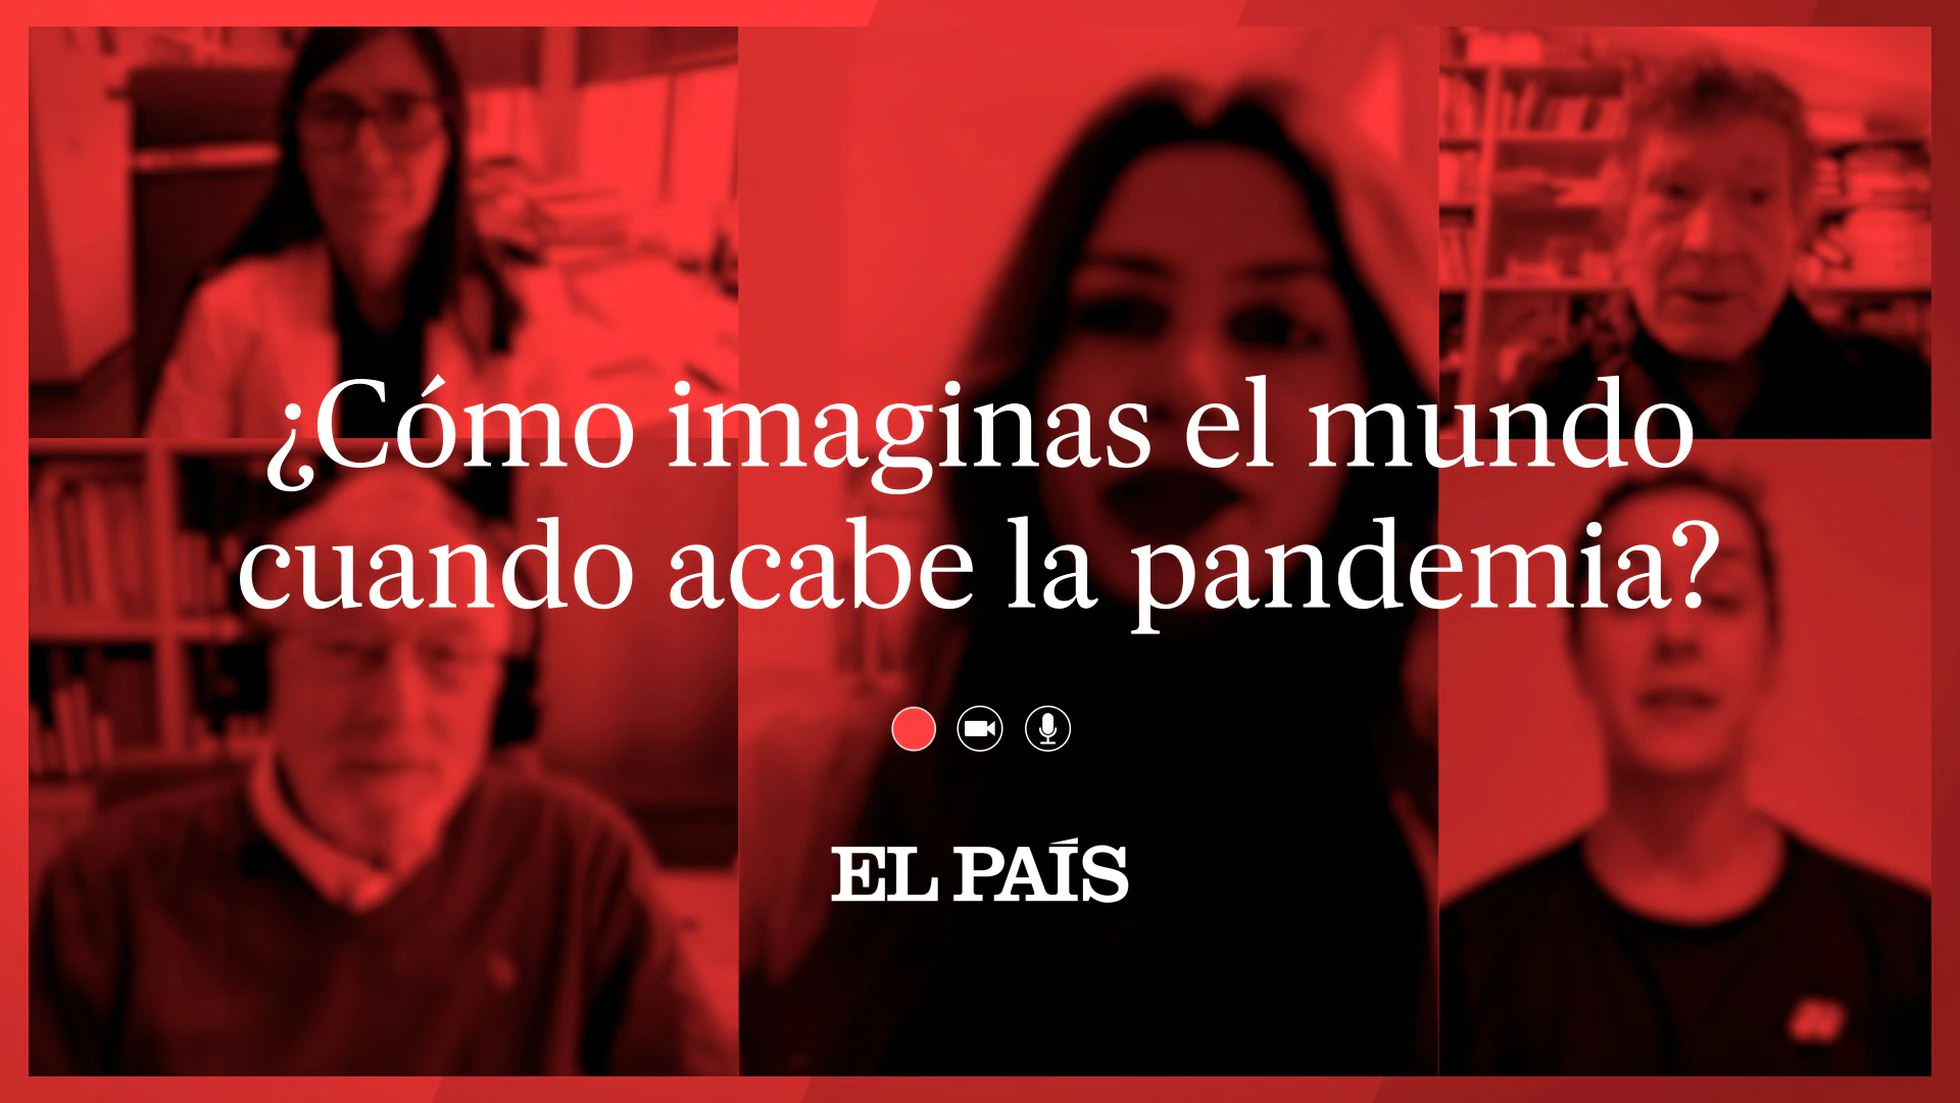 ¿Cómo imaginas el mundo
cuando acabe la pandemia?
EL PAÍS